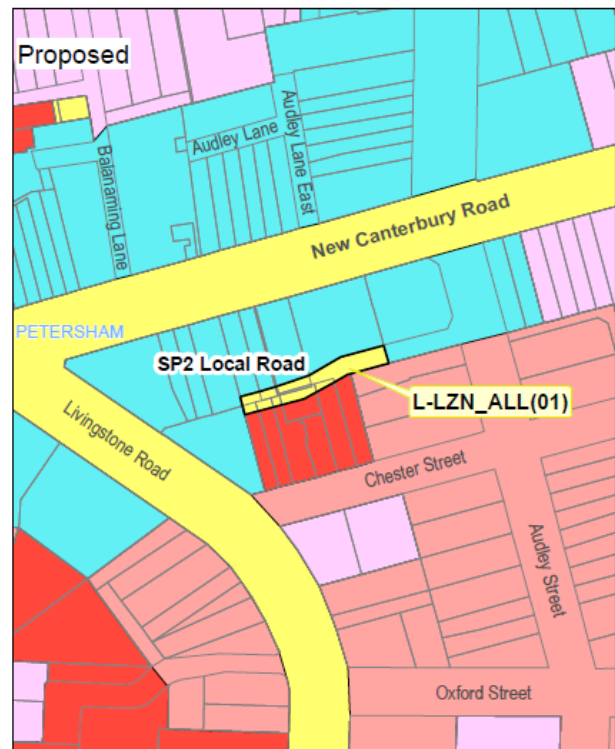 Proposed
Audley Lane
Audley Lane East
Balanaming Lane
New Canterbury Road
PETERSHAM
SP2 Local Road
L-LZN_ALL(01)
Livingstone Road
Chester Street
Audley Street
Oxford Street